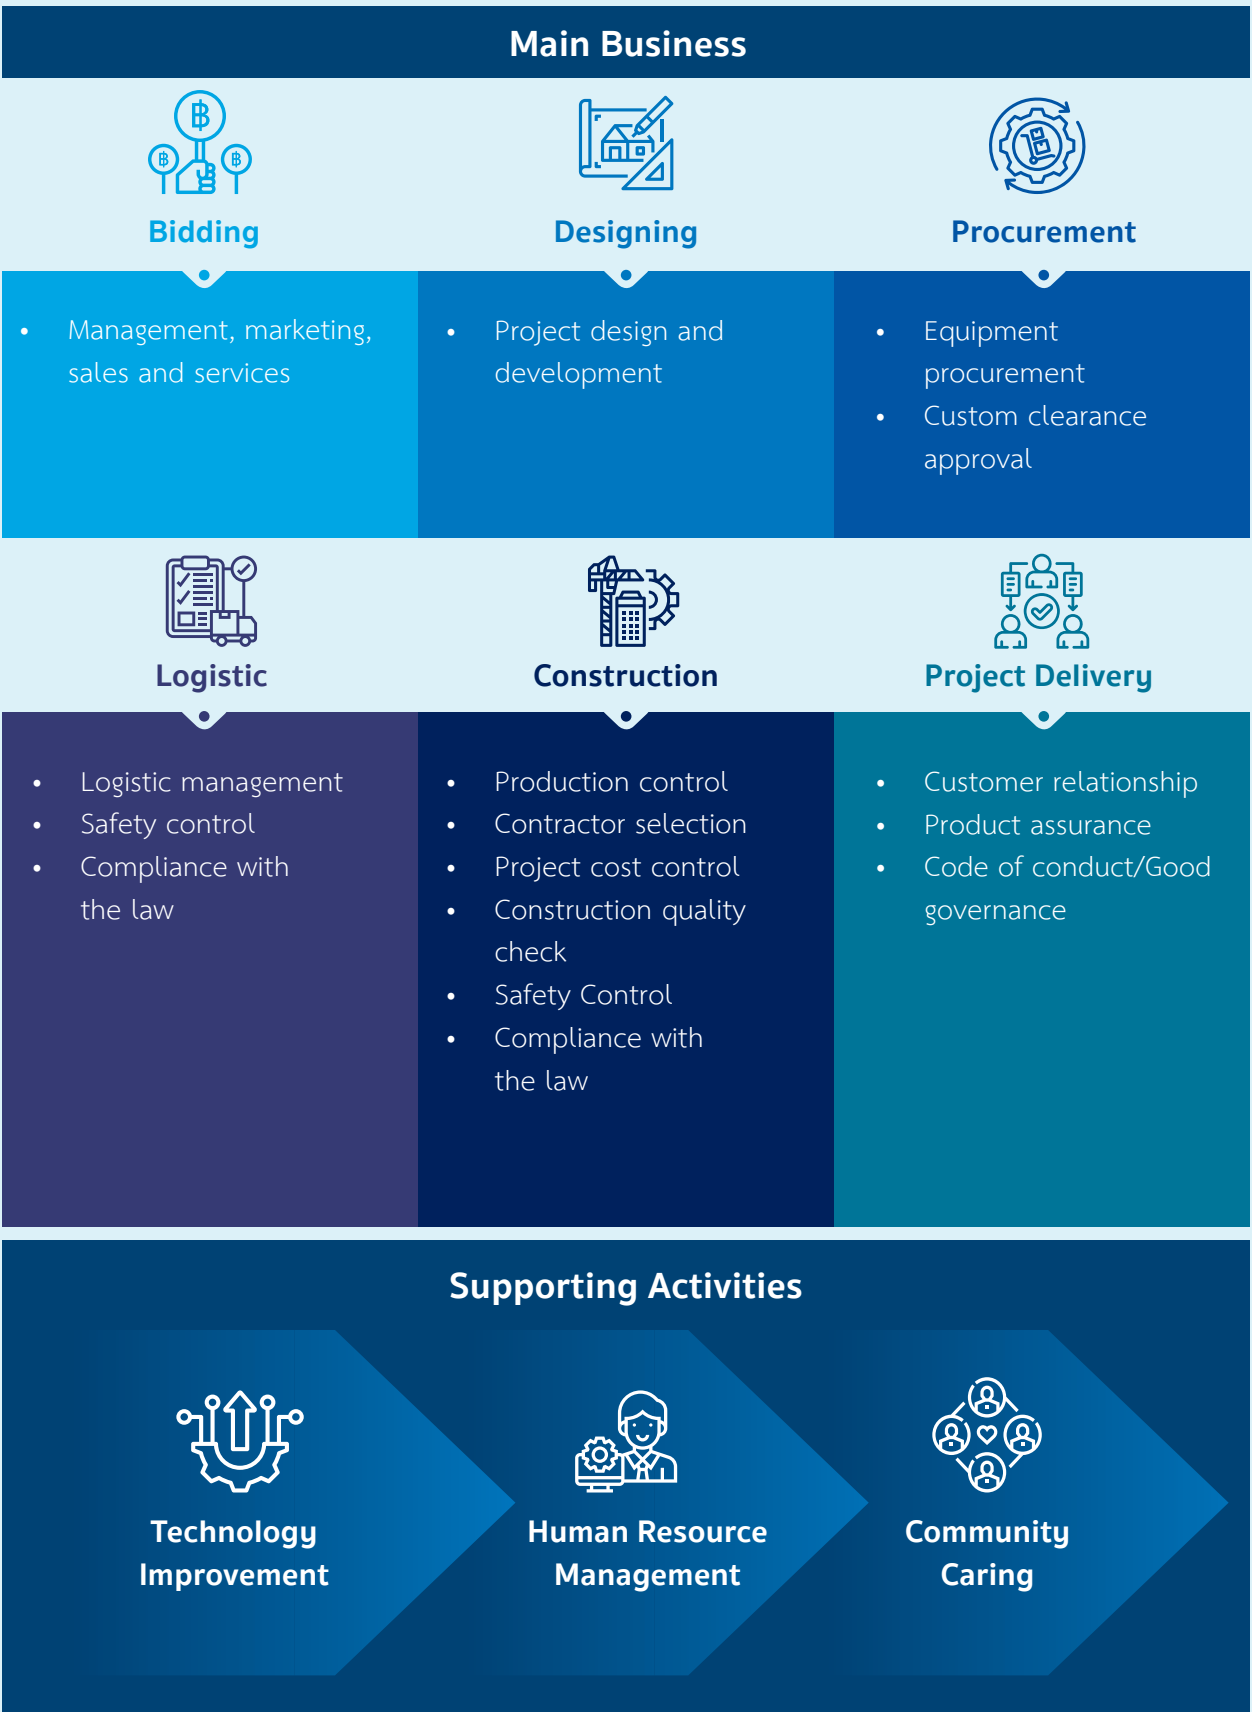 Main Business
Bidding
• Management, marketing,
sales and services
Designing
• Project design and
development
Procurement
• Equipment
procurement
• Custom clearance
approval
Logistic
• Logistic management
• Safety control
• Compliance with
the law
Construction
• Production control
• Contractor selection
• Project cost control
• Construction quality
check
• Safety Control
• Compliance with
the law
Project Delivery
• Customer relationship
• Product assurance
• Code of conduct/Good
governance
Supporting Activities
Technology
Improvement
Human Resource
Management
Community
Caring